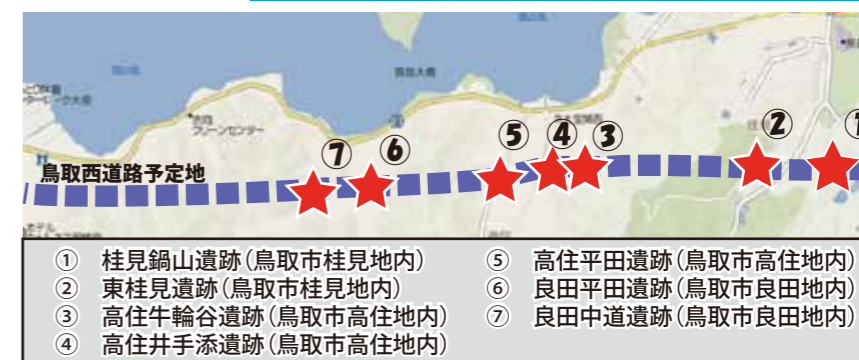 鳥取西道路予定地
⑦
⑥
⑤
④
③
②
① 桂見鍋山遺跡(鳥取市桂見地内)
② 東桂見遺跡(鳥取市桂見地内)
③ 高住牛輪谷遺跡(鳥取市高住地内)
④ 高住井手添遺跡(鳥取市高住地内)
⑤ 高住平田遺跡(鳥取市高住地内)
⑥ 良田平田遺跡(鳥取市良田地内)
⑦ 良田中道遺跡(鳥取市良田地内)